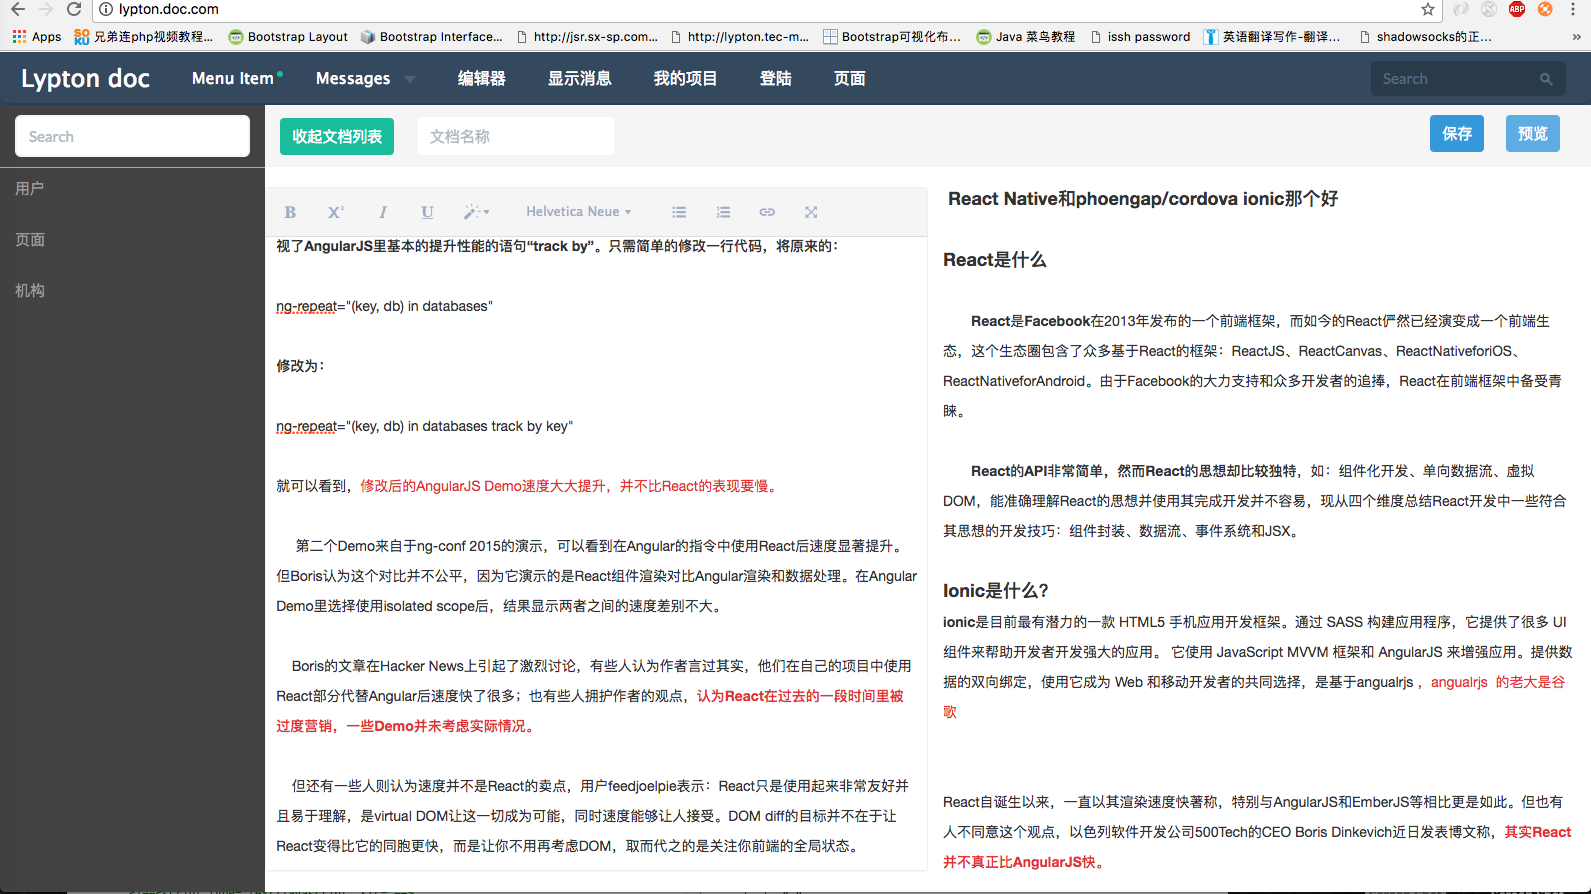 lypton.doc.com
Apps
兄弟连php视频教程...
Bootstrap Layout
Bootstrap Interface...
http://jsr.sx-sp.com...
http://lypton.tec-m...
Bootstrap可视化布...
Java 菜鸟教程
issh password
英语翻译写作-翻译...
shadowsocks的正...
»
Lypton doc
Menu Item
Messages
编辑器
显示消息
我的项目
登陆
页面
Search
Search
收起文档列表
文档名称
保存
预览
用户
页面
机构
B X² I U
Helvetica Neue
视了AngularJS里基本的提升性能的语句“track by”。只需简单的修改一行代码，将原来的：
ng-repeat="(key, db) in databases"
修改为：
ng-repeat="(key, db) in databases track by key"
就可以看到，修改后的AngularJS Demo速度大大提升，并不比React的表现要慢。
第二个Demo来自于ng-conf 2015的演示，可以看到在Angular的指令中使用React后速度显著提升。
但Boris认为这个对比并不公平，因为它演示的是React组件渲染对比Angular渲染和数据处理。在Angular
Demo里选择使用isolated scope后，结果显示两者之间的速度差别不大。
Boris的文章在Hacker News上引起了激烈讨论，有些人认为作者言过其实，他们在自己的项目中使用
React部分代替Angular后速度快了很多；也有些人拥护作者的观点，认为React在过去的一段时间里被
过度营销，一些Demo并未考虑实际情况。
但还有一些人则认为速度并不是React的卖点，用户feedjoelpie表示：React只是使用起来非常友好并
且易于理解，是virtual DOM让这一切成为可能，同时速度能够让人接受。DOM diff的目标并不在于让
React变得比它的同胞更快，而是让你不用再考虑DOM，取而代之的是关注你前端的全局状态。
React Native和phoengap/cordova ionic那个好
React是什么
React是Facebook在2013年发布的一个前端框架，而如今的React俨然已经演变成一个前端生
态，这个生态圈包含了众多基于React的框架：ReactJS、ReactCanvas、ReactNativeforiOS、
ReactNativeforAndroid。由于Facebook的大力支持和众多开发者的追捧，React在前端框架中备受青
睐。
React的API非常简单，然而React的思想却比较独特，如：组件化开发、单向数据流、虚拟
DOM，能准确理解React的思想并使用其完成开发并不容易，现从四个维度总结React开发中一些符合
其思想的开发技巧：组件封装、数据流、事件系统和JSX。
Ionic是什么?
ionic是目前最有潜力的一款 HTML5 手机应用开发框架。通过 SASS 构建应用程序，它提供了很多 UI
组件来帮助开发者开发强大的应用。 它使用 JavaScript MVVM 框架和 AngularJS 来增强应用。提供数
据的双向绑定，使用它成为 Web 和移动开发者的共同选择，是基于angualrjs ，angualrjs 的老大是谷
歌
React自诞生以来，一直以其渲染速度快著称，特别与AngularJS和EmberJS等相比更是如此。但也有
人不同意这个观点，以色列软件开发公司500Tech的CEO Boris Dinkevich近日发表博文称，其实React
并不真正比AngularJS快。